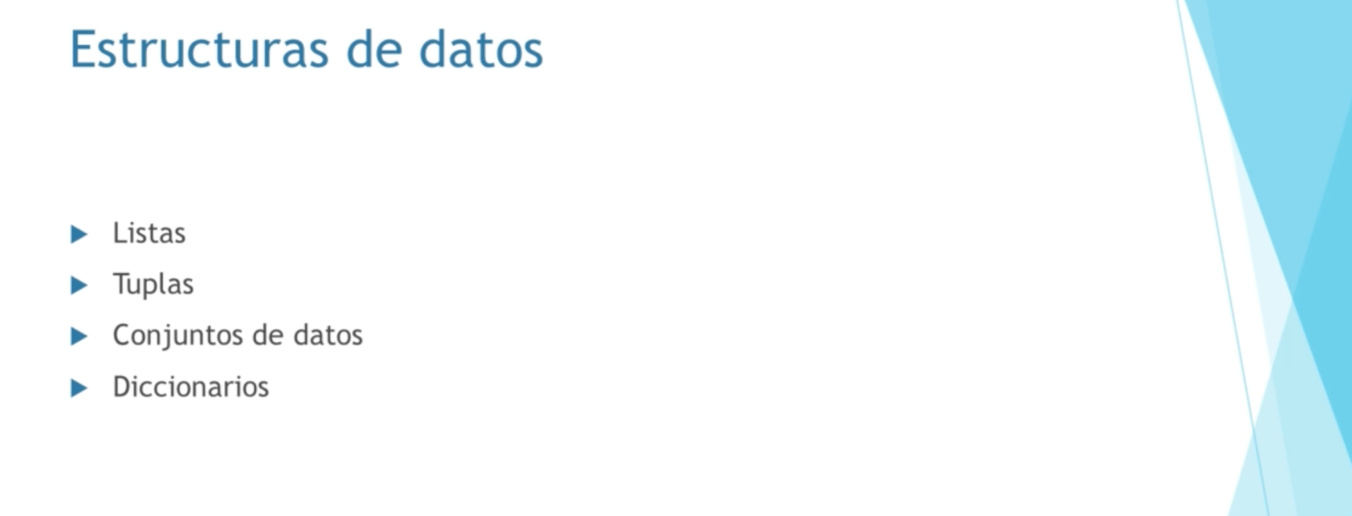 Estructuras de datos
Listas
Tuplas
Conjuntos de datos
Diccionarios